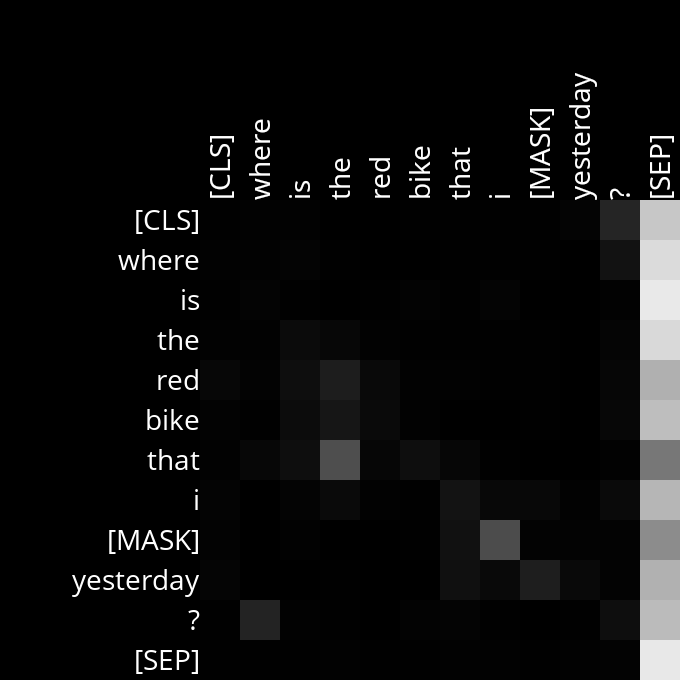 [CLS]
where
is
the
red
bike
that
i
[MASK]
yesterday
?
[SEP]
[CLS]
where
is
the
red
bike
that
i
[MASK]
yesterday
?
[SEP]